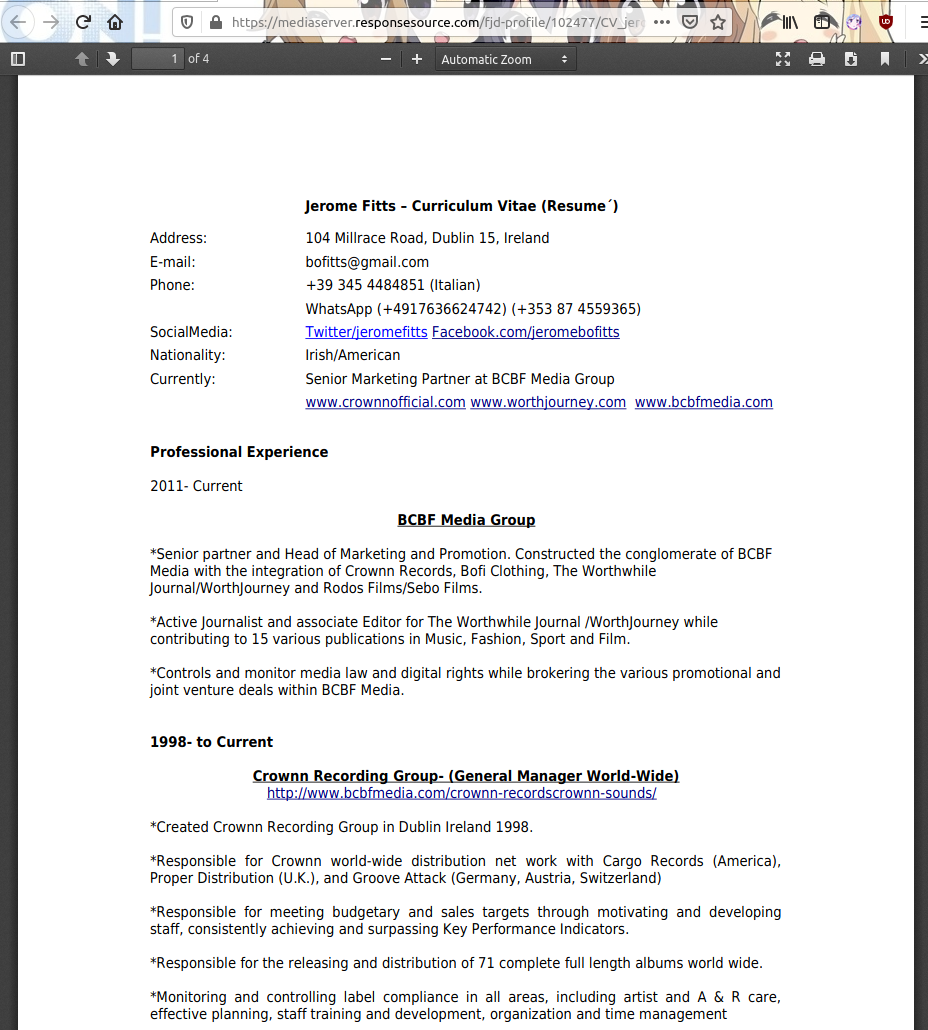 https://mediaserver.responsesource.com/fjd-profile/102477/CV_jer
1 of 4
Automatic Zoom
Jerome Fitts – Curriculum Vitae (Resume´)
Address: 104 Millrace Road, Dublin 15, Ireland
E-mail: bofitts@gmail.com
Phone: +39 345 4484851 (Italian)
WhatsApp (+4917636624742) (+353 87 4559365)
SocialMedia: Twitter/jeromefitts Facebook.com/jeromebofitts
Nationality: Irish/American
Currently: Senior Marketing Partner at BCBF Media Group
www.crownnofficial.com www.worthjourney.com www.bcbfmedia.com
Professional Experience
2011- Current
BCBF Media Group
*Senior partner and Head of Marketing and Promotion. Constructed the conglomerate of BCBF
Media with the integration of Crownn Records, Bofi Clothing, The Worthwhile
Journal/WorthJourney and Rodos Films/Sebo Films.
*Active Journalist and associate Editor for The Worthwhile Journal /WorthJourney while
contributing to 15 various publications in Music, Fashion, Sport and Film.
*Controls and monitor media law and digital rights while brokering the various promotional and
joint venture deals within BCBF Media.
1998- to Current
Crownn Recording Group- (General Manager World-Wide)
http://www.bcbfmedia.com/crownn-recordscrownn-sounds/
*Created Crownn Recording Group in Dublin Ireland 1998.
*Responsible for Crownn world-wide distribution net work with Cargo Records (America),
Proper Distribution (U.K.), and Groove Attack (Germany, Austria, Switzerland)
*Responsible for meeting budgetary and sales targets through motivating and developing
staff, consistently achieving and surpassing Key Performance Indicators.
*Responsible for the releasing and distribution of 71 complete full length albums world wide.
*Monitoring and controlling label compliance in all areas, including artist and A & R care,
effective planning, staff training and development, organization and time management